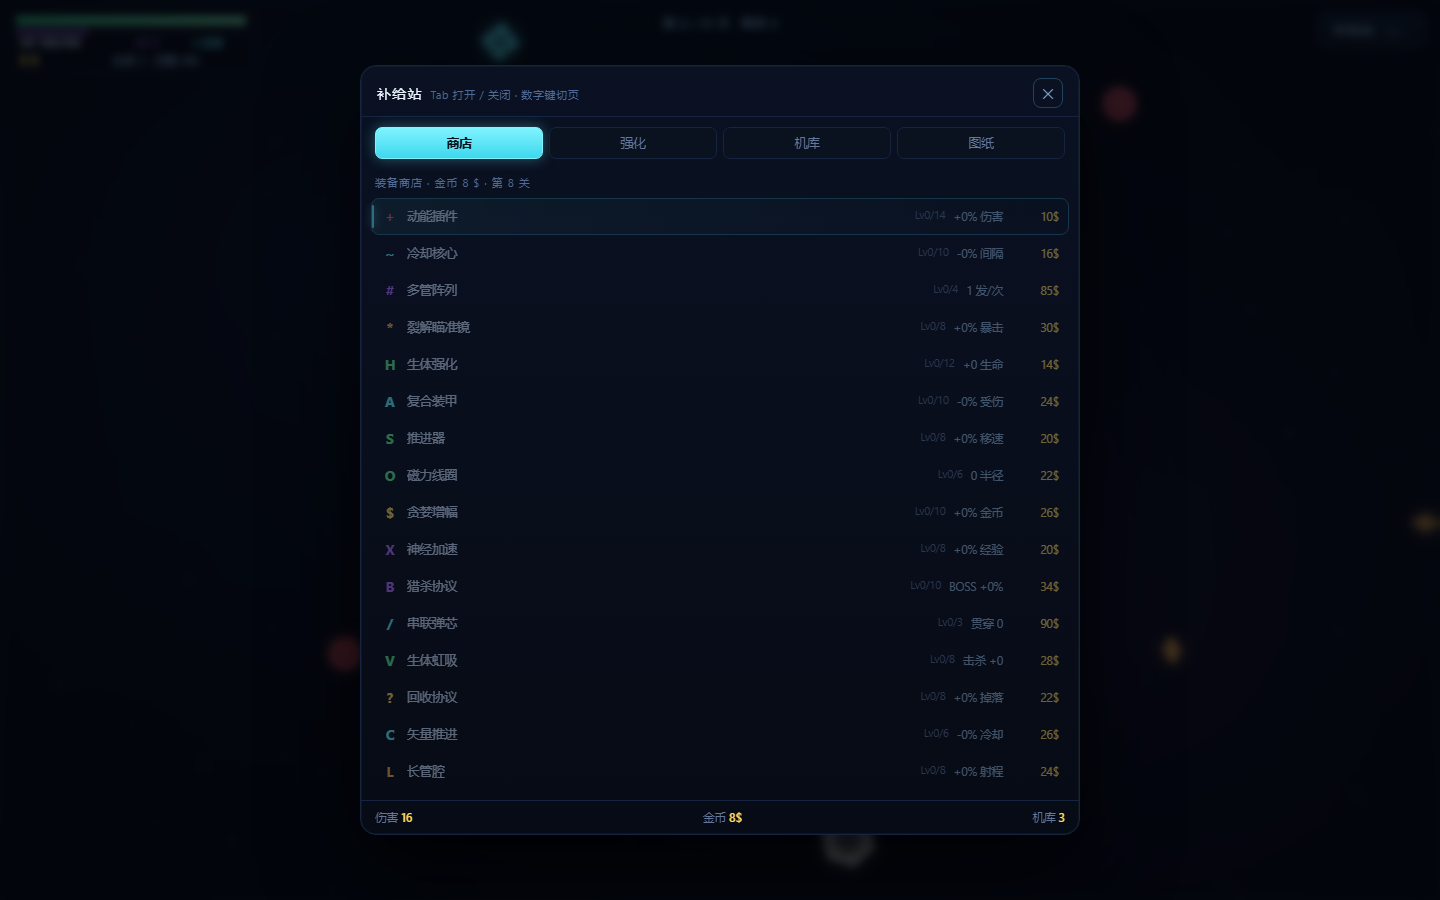 补给站 Tab 打开 / 关闭 · 数字键切页
商店 强化 机库 图纸
装备商店 · 金币 8 $ · 第 8 关
+ 动能插件 Lv0/14 +0% 伤害 10$
~ 冷却核心 Lv0/10 -0% 间隔 16$
# 多管阵列 Lv0/4 1 发/次 85$
* 裂解瞄准镜 Lv0/8 +0% 暴击 30$
H 生体强化 Lv0/12 +0 生命 14$
A 复合装甲 Lv0/10 -0% 受伤 24$
S 推进器 Lv0/8 +0% 移速 20$
O 磁力线圈 Lv0/6 0 半径 22$
$ 贪婪增幅 Lv0/10 +0% 金币 26$
X 神经加速 Lv0/8 +0% 经验 20$
B 猎杀协议 Lv0/10 BOSS +0% 34$
/ 串联弹芯 Lv0/3 贯穿 0 90$
V 生体虹吸 Lv0/8 击杀 +0 28$
? 回收协议 Lv0/8 +0% 掉落 22$
C 矢量推进 Lv0/6 -0% 冷却 26$
L 长管腔 Lv0/8 +0% 射程 24$
伤害 16 金币 8$ 机库 3